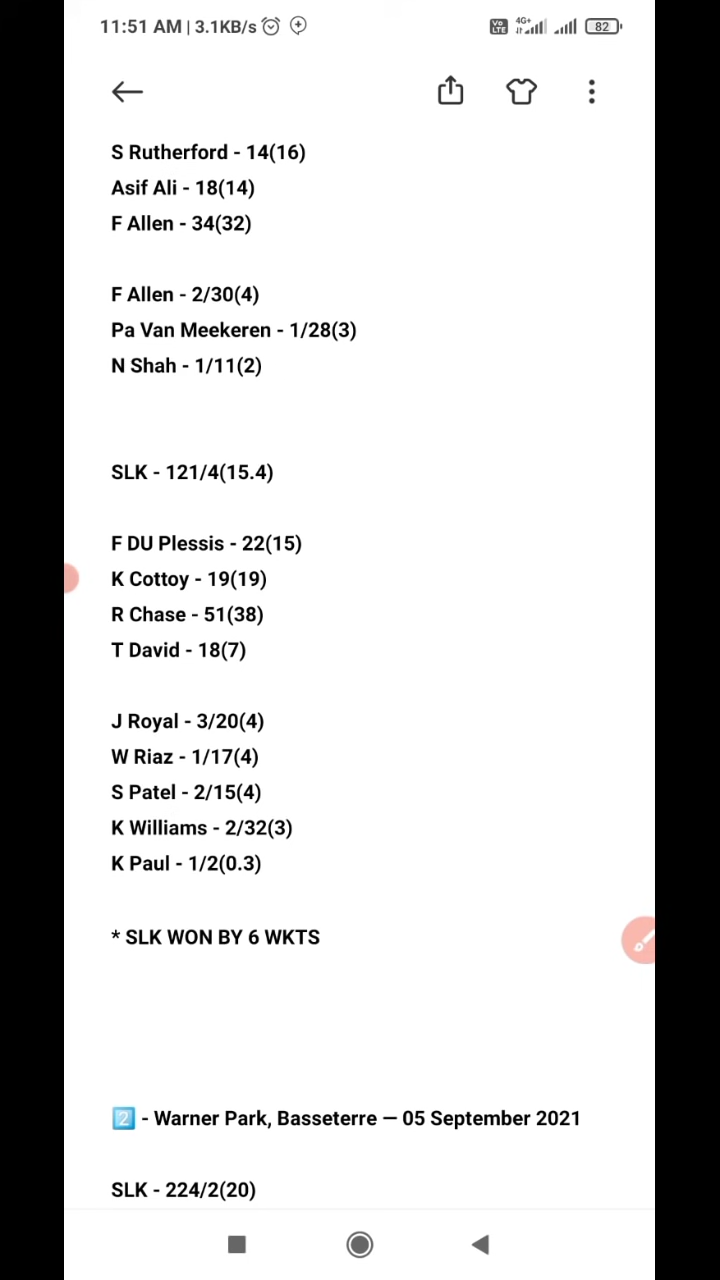 11:51 AM | 3.1KB/s
Vo LTE 4G+ 82
S Rutherford - 14(16)
Asif Ali - 18(14)
F Allen - 34(32)
F Allen - 2/30(4)
Pa Van Meekeren - 1/28(3)
N Shah - 1/11(2)
SLK - 121/4(15.4)
F DU Plessis - 22(15)
K Cottoy - 19(19)
R Chase - 51(38)
T David - 18(7)
J Royal - 3/20(4)
W Riaz - 1/17(4)
S Patel - 2/15(4)
K Williams - 2/32(3)
K Paul - 1/2(0.3)
* SLK WON BY 6 WKTS
2️⃣ - Warner Park, Basseterre — 05 September 2021
SLK - 224/2(20)